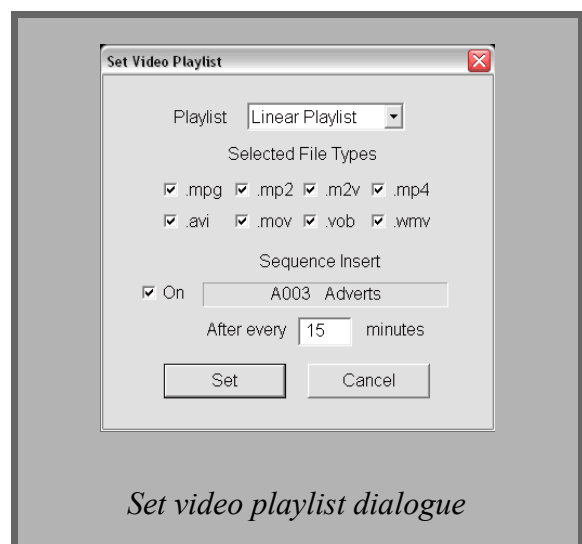 Set Video Playlist
Playlist Linear Playlist
Selected File Types
.mpg .mp2 .m2v .mp4
.avi .mov .vob .wmv
Sequence Insert
On A003 Adverts
After every 15 minutes
Set Cancel
Set video playlist dialogue